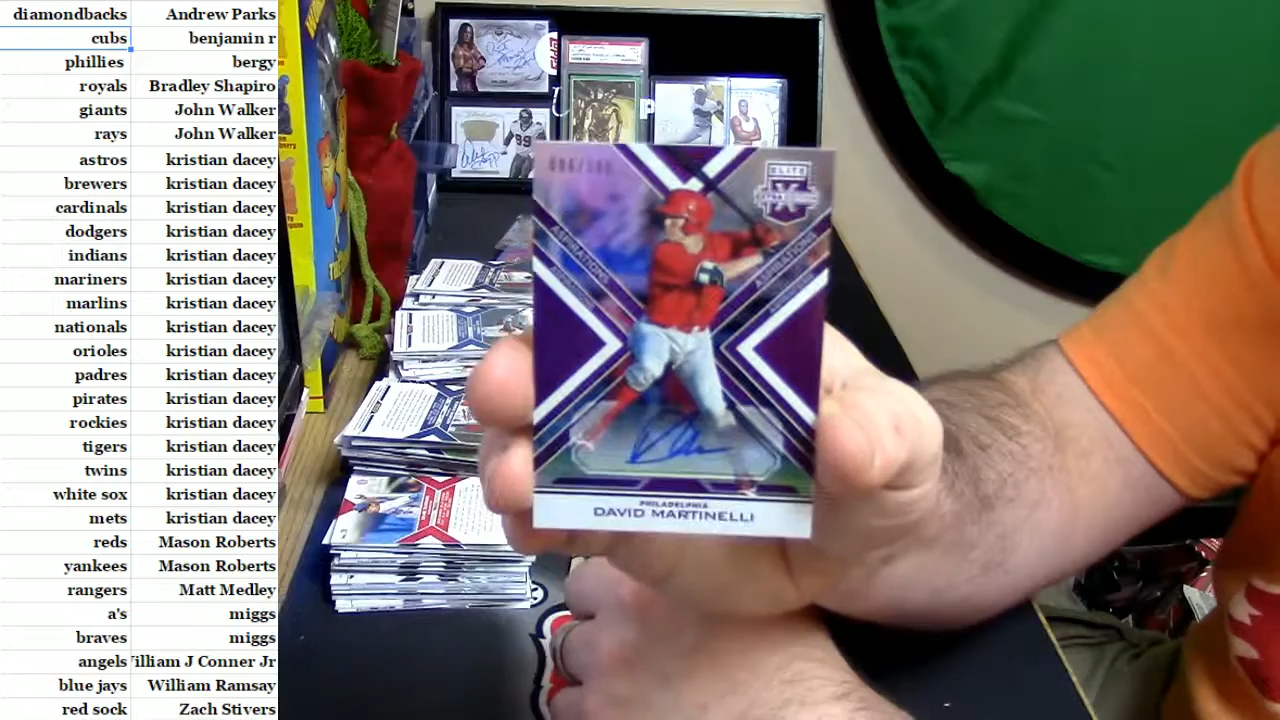 diamondbacks Andrew Parks
cubs benjamin r
phillies bergy
royals Bradley Shapiro
giants John Walker
rays John Walker
astros kristian dacey
brewers kristian dacey
cardinals kristian dacey
dodgers kristian dacey
indians kristian dacey
mariners kristian dacey
marlins kristian dacey
nationals kristian dacey
orioles kristian dacey
padres kristian dacey
pirates kristian dacey
rockies kristian dacey
tigers kristian dacey
twins kristian dacey
white sox kristian dacey
mets kristian dacey
reds Mason Roberts
yankees Mason Roberts
rangers Matt Medley
a's miggs
braves miggs
angels illiam J Conner Jr
blue jays William Ramsay
red sock Zach Stivers
99
ELITE
ASPIRATIONS
ASPIRATIONS
PHILADELPHIA
DAVID MARTINELLI